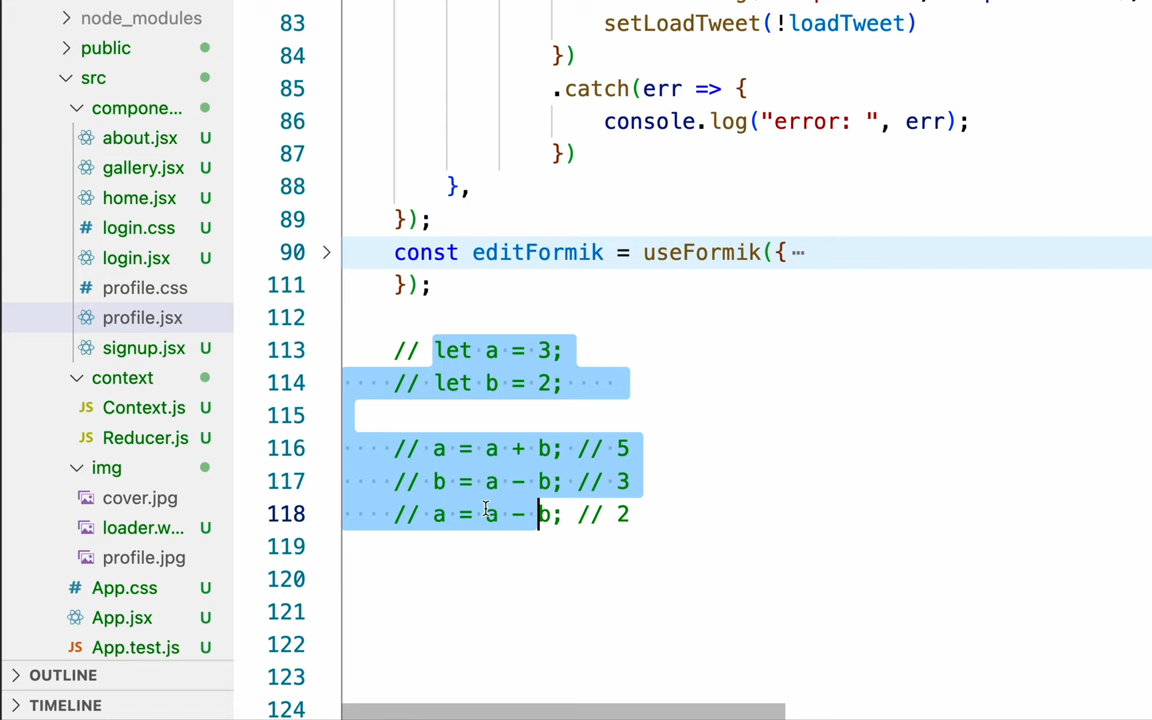 node_modules
public
src
compone...
about.jsx U
gallery.jsx U
home.jsx U
# login.css U
login.jsx U
# profile.css
profile.jsx
signup.jsx U
context
JS Context.js U
JS Reducer.js U
img
cover.jpg
loader.w... U
profile.jpg
# App.css U
App.jsx U
JS App.test.js U
OUTLINE
TIMELINE
83 setLoadTweet(!loadTweet)
84 })
85 .catch(err => {
86 console.log("error: ", err);
87 })
88 },
89 });
90 const editFormik = useFormik({ ⋯
111 });
112
113 // let a = 3;
114 // let b = 2;
115
116 // a = a + b; // 5
117 // b = a - b; // 3
118 // a = a - b; // 2
119
120
121
122
123
124